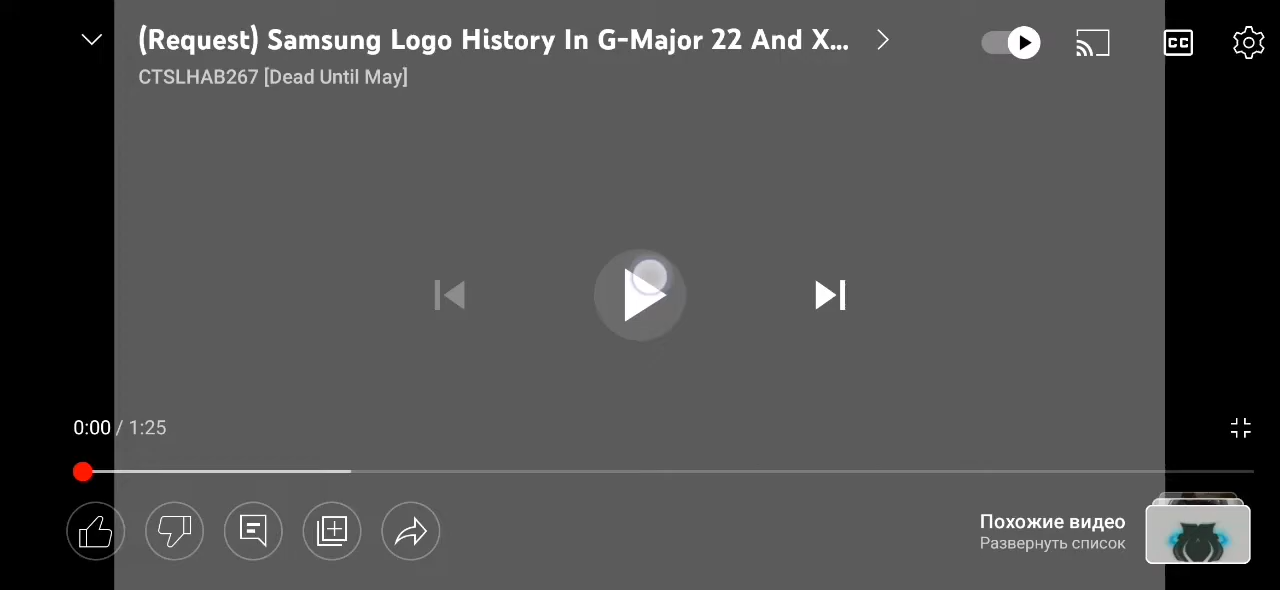 (Request) Samsung Logo History In G-Major 22 And X...
CTSLHAB267 [Dead Until May]
CC
0:00 / 1:25
Похожие видео
Развернуть список